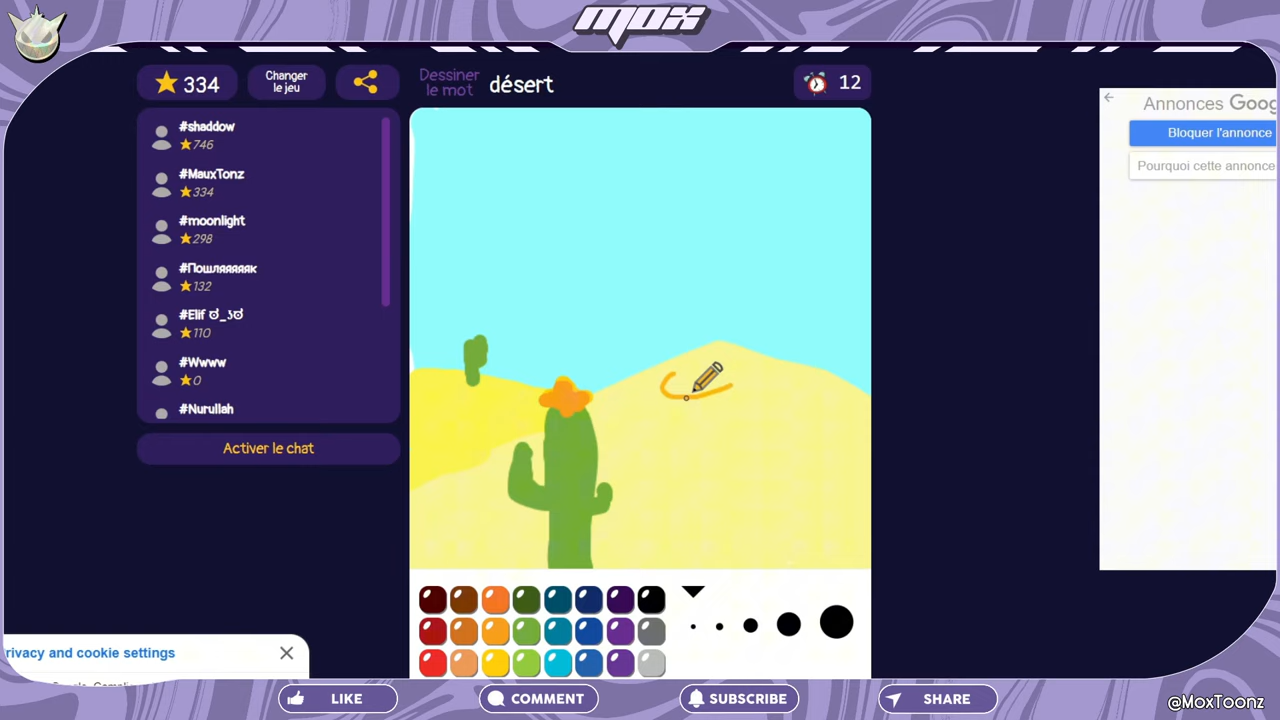 MOX
334
Changer
le jeu
Dessiner
le mot
désert
12
#shaddow
746
#MauxTonz
334
#moonlight
298
#Пошляяяяяк
132
#Elif ಠ_ఠ
110
#Wwww
0
#Nurullah
Activer le chat
Annonces Goog
Bloquer l'annonce
Pourquoi cette annonce
rivacy and cookie settings
LIKE
COMMENT
SUBSCRIBE
SHARE
@MoxToonz